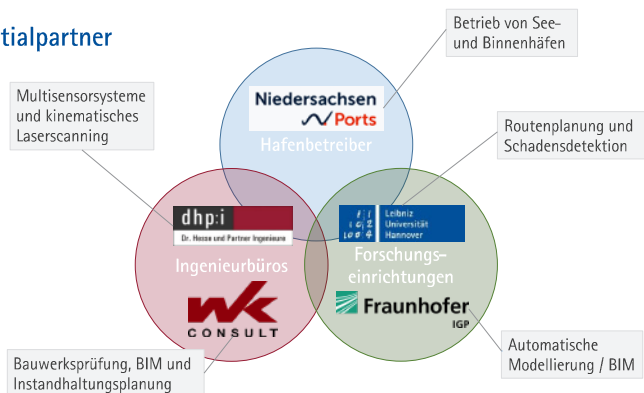 tialpartner
Betrieb von See-
und Binnenhäfen
Multisensorsysteme
und kinematisches
Laserscanning
Niedersachsen
Ports
Hafenbetreiber
Routenplanung und
Schadensdetektion
dhp:i
Dr. Hesse und Partner Ingenieure
Ingenieurbüros
wk
CONSULT
Leibniz
Universität
Hannover
Forschungs-
einrichtungen
Fraunhofer
IGP
Bauwerksprüfung, BIM und
Instandhaltungsplanung
Automatische
Modellierung / BIM